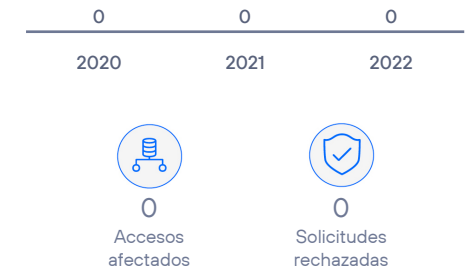 0 0 0
2020 2021 2022
0 0
Accesos Solicitudes
afectados rechazadas